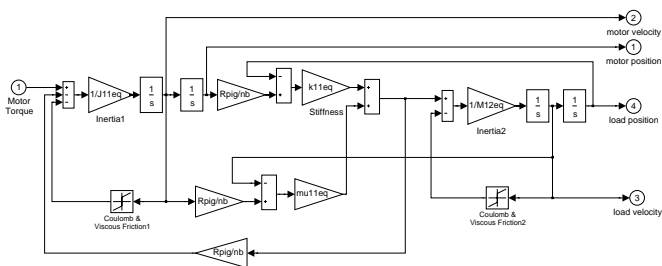 2
motor velocity
1
motor position
1
Motor
Torque
+
-
-
1/J11eq
Inertia1
1
s
1
s
Rpig/nb
-
+
k11eq
Stiffness
+
+
+
-
1/M12eq
Inertia2
1
s
1
s
4
load position
Coulomb &
Viscous Friction1
Rpig/nb
-
+
mu11eq
Coulomb &
Viscous Friction2
3
load velocity
Rpig/nb